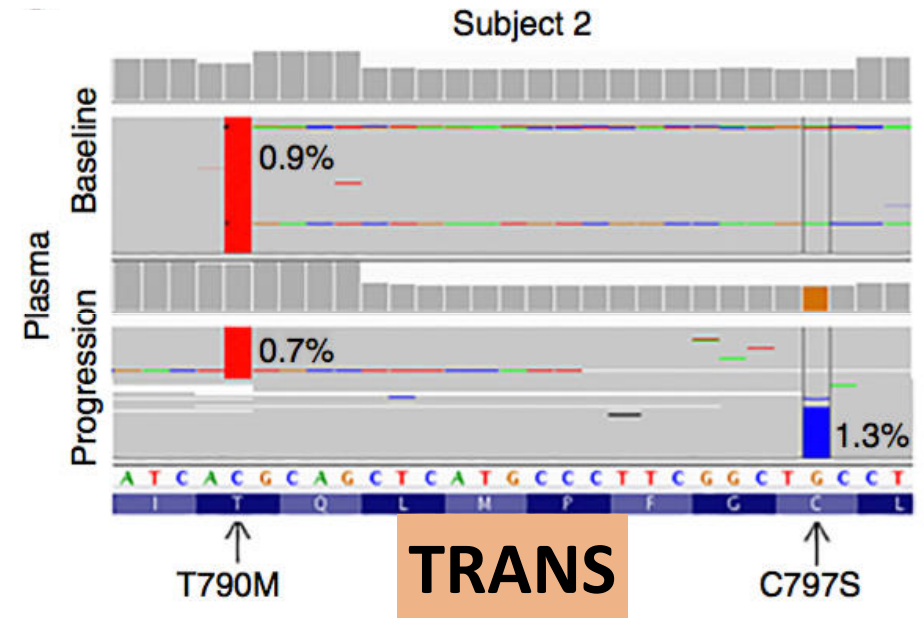 Subject 2
Plasma
Baseline
0.9%
Progression
0.7%
1.3%
A T C A C G C A G C T C A T G C C C T T C G G C T G C C T
I T Q L M P F G C L
T790M
TRANS
C797S